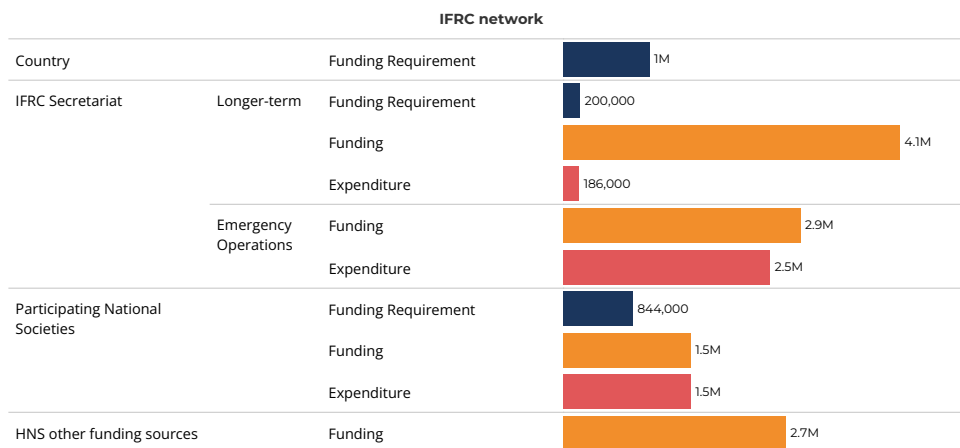 IFRC network
Country Funding Requirement 1M
IFRC Secretariat Longer-term Funding Requirement 200,000
Funding 4.1M
Expenditure 186,000
Emergency
Operations Funding 2.9M
Expenditure 2.5M
Participating National
Societies Funding Requirement 844,000
Funding 1.5M
Expenditure 1.5M
HNS other funding sources Funding 2.7M